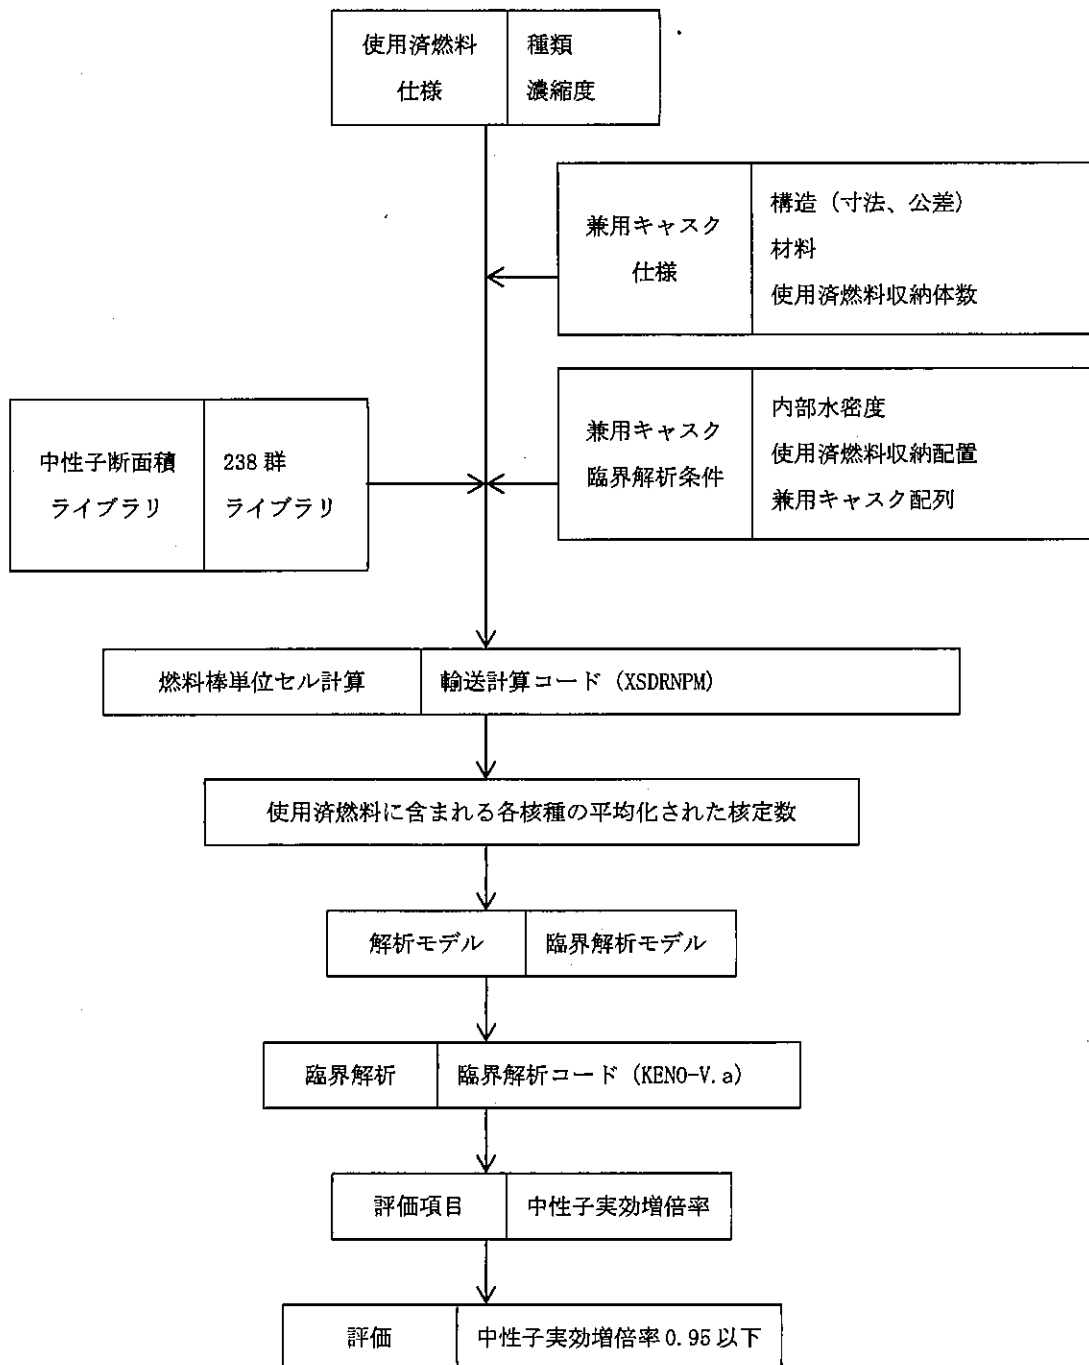 使用済燃料
仕様
種類
濃縮度
兼用キャスク
仕様
構造（寸法、公差）
材料
使用済燃料収納体数
中性子断面積
ライブラリ
238 群
ライブラリ
兼用キャスク
臨界解析条件
内部水密度
使用済燃料収納配置
兼用キャスク配列
燃料棒単位セル計算
輸送計算コード（XSDRNPM）
使用済燃料に含まれる各核種の平均化された核定数
解析モデル
臨界解析モデル
臨界解析
臨界解析コード（KENO-V.a）
評価項目
中性子実効増倍率
評価
中性子実効増倍率 0.95 以下